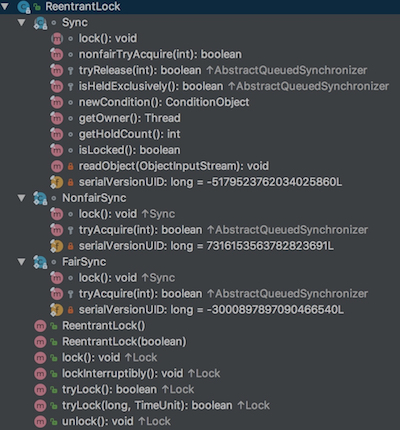 ReentrantLock
Sync
lock(): void
nonfairTryAcquire(int): boolean
tryRelease(int): boolean ↑AbstractQueuedSynchronizer
isHeldExclusively(): boolean ↑AbstractQueuedSynchronizer
newCondition(): ConditionObject
getOwner(): Thread
getHoldCount(): int
isLocked(): boolean
readObject(ObjectInputStream): void
serialVersionUID: long = -5179523762034025860L
NonfairSync
lock(): void ↑Sync
tryAcquire(int): boolean ↑AbstractQueuedSynchronizer
serialVersionUID: long = 7316153563782823691L
FairSync
lock(): void ↑Sync
tryAcquire(int): boolean ↑AbstractQueuedSynchronizer
serialVersionUID: long = -3000897897090466540L
ReentrantLock()
ReentrantLock(boolean)
lock(): void ↑Lock
lockInterruptibly(): void ↑Lock
tryLock(): boolean ↑Lock
tryLock(long, TimeUnit): boolean ↑Lock
unlock(): void ↑Lock